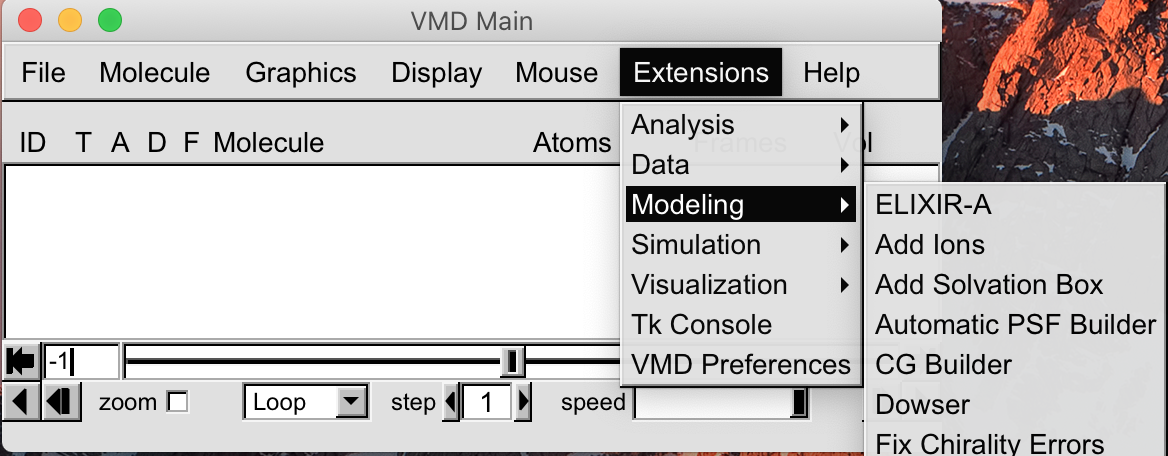 VMD Main
File Molecule Graphics Display Mouse Extensions Help
ID T A D F Molecule Atoms Frames Vol
Analysis
Data
Modeling
Simulation
Visualization
Tk Console
VMD Preferences
ELIXIR-A
Add Ions
Add Solvation Box
Automatic PSF Builder
CG Builder
Dowser
Fix Chirality Errors
-1
zoom Loop step 1 speed